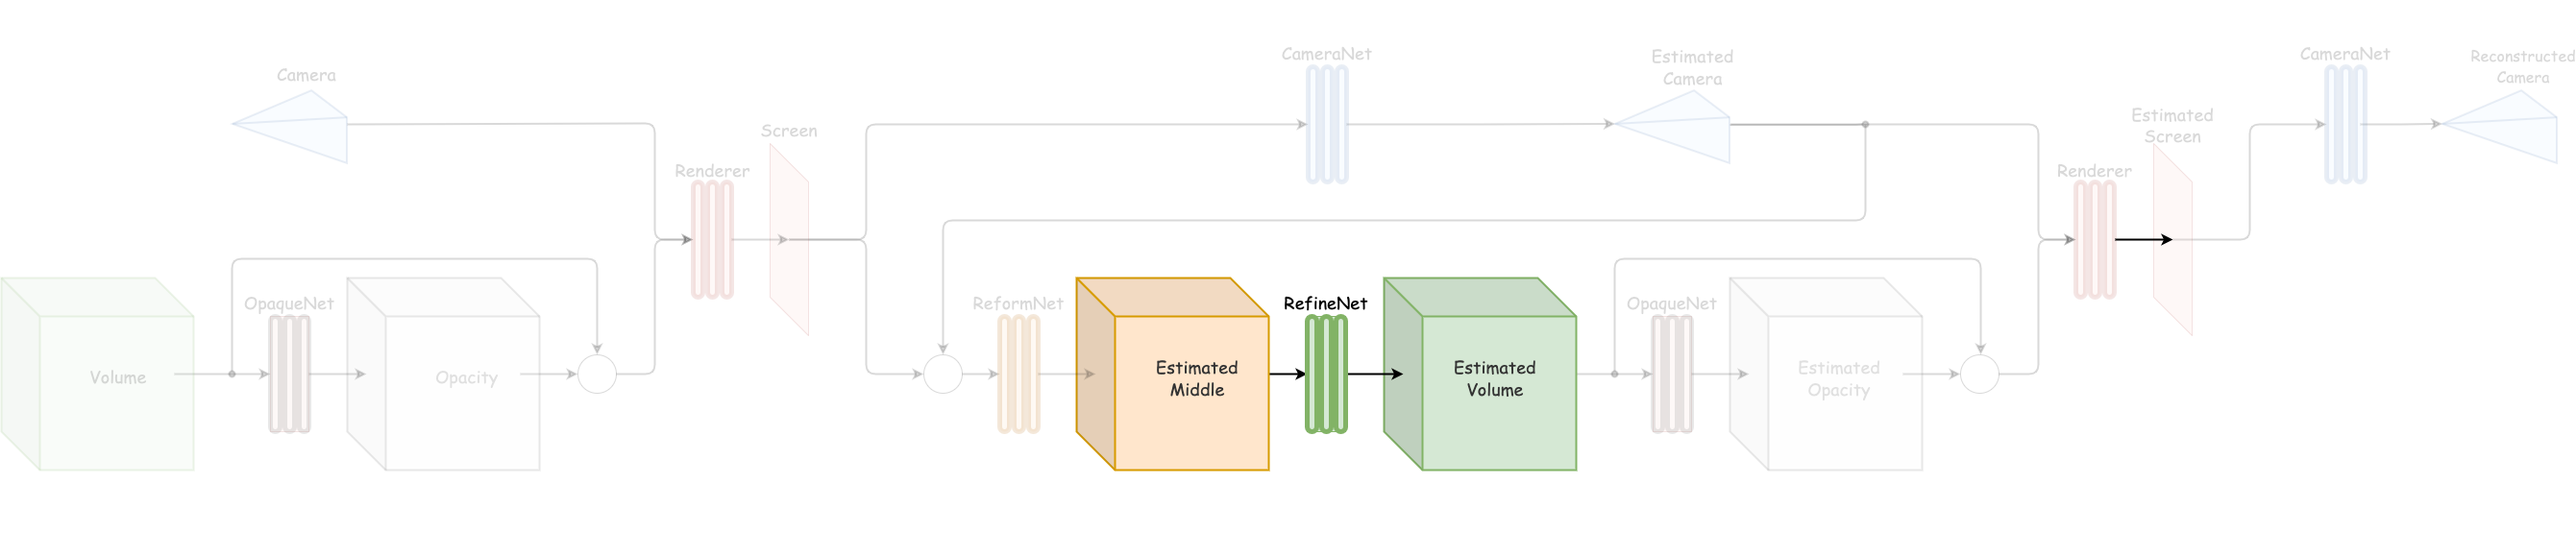 Camera
CameraNet
Estimated
Camera
CameraNet
Reconstructed
Camera
Screen
Estimated
Screen
Renderer
Renderer
OpaqueNet
ReformNet
RefineNet
OpaqueNet
Volume
Opacity
Estimated
Middle
Estimated
Volume
Estimated
Opacity